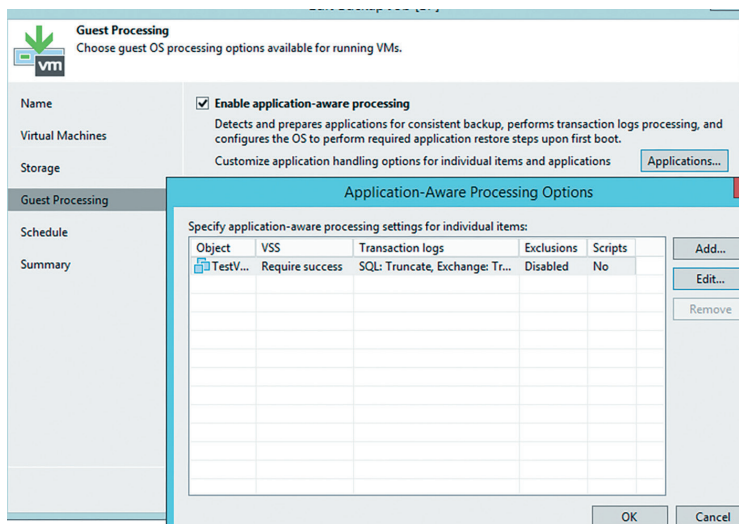 Guest Processing
Choose guest OS processing options available for running VMs.
vm
Name
Virtual Machines
Storage
Guest Processing
Schedule
Summary
Enable application-aware processing
Detects and prepares applications for consistent backup, performs transaction logs processing, and
configures the OS to perform required application restore steps upon first boot.
Customize application handling options for individual items and applications Applications...
Application-Aware Processing Options
Specify application-aware processing settings for individual items:
Object VSS Transaction logs Exclusions Scripts
TestV... Require success SQL: Truncate, Exchange: Tr... Disabled No
Add...
Edit...
Remove
OK Cancel